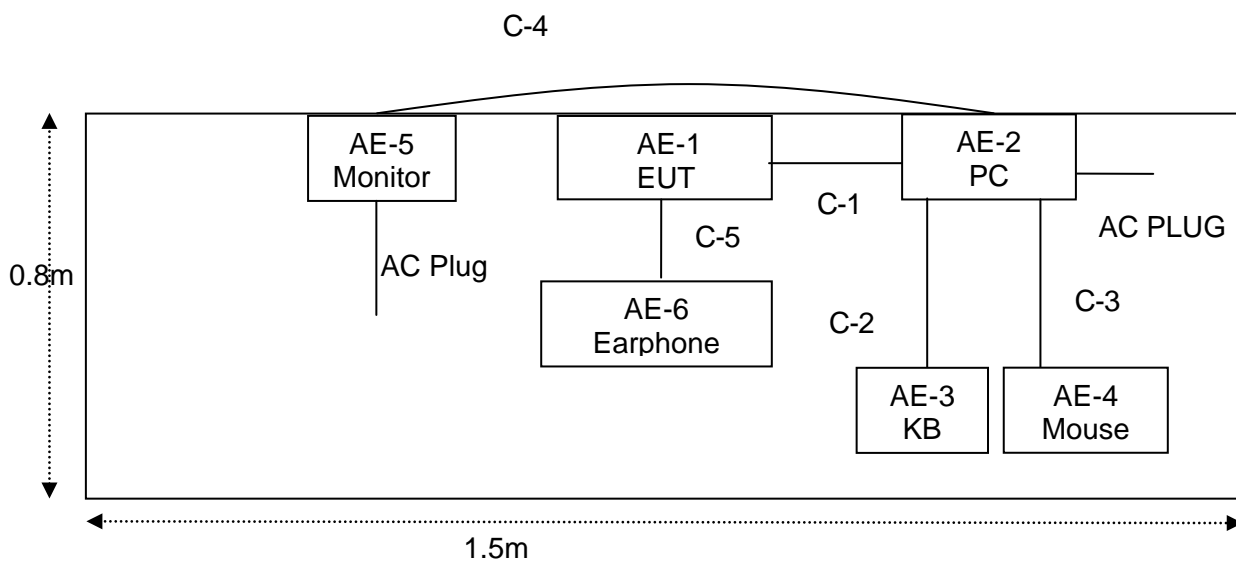 C-4
AE-5
Monitor
AE-1
EUT
AE-2
PC
C-1
AC PLUG
C-5
AC Plug
0.8m
AE-6
Earphone
C-2
C-3
AE-3
KB
AE-4
Mouse
1.5m